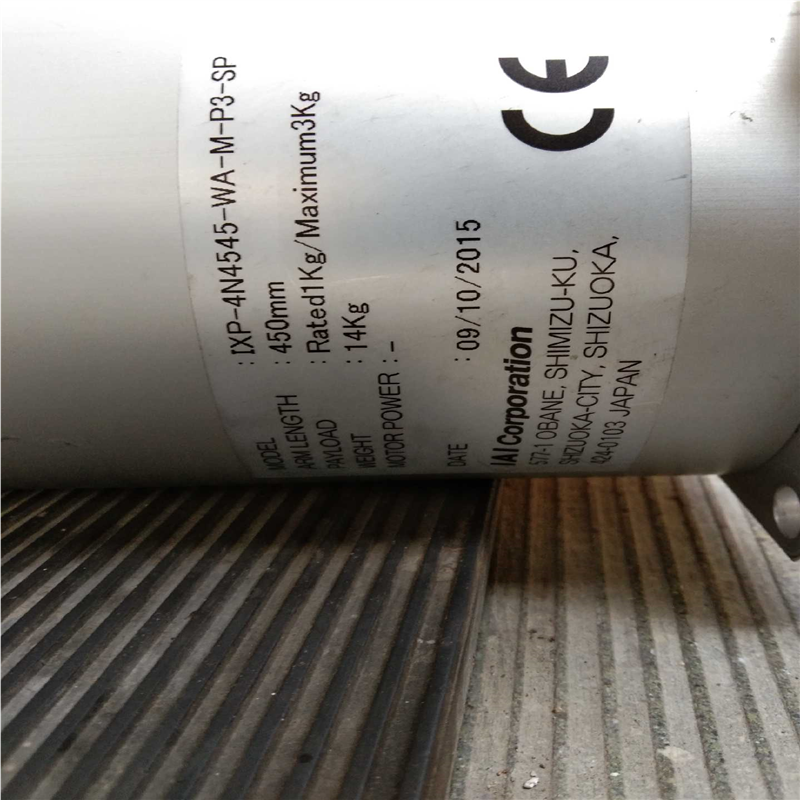 MODEL : IXP-4N4545-WA-M-P3-SP
ARM LENGTH : 450mm
PAYLOAD : Rated1Kg/Maximum3Kg
WEIGHT : 14Kg
MOTOR POWER : -
DATE : 09/10/2015
IAI Corporation
577-1 OBANE, SHIMIZU-KU,
SHIZUOKA-CITY, SHIZUOKA,
424-0103 JAPAN
CE